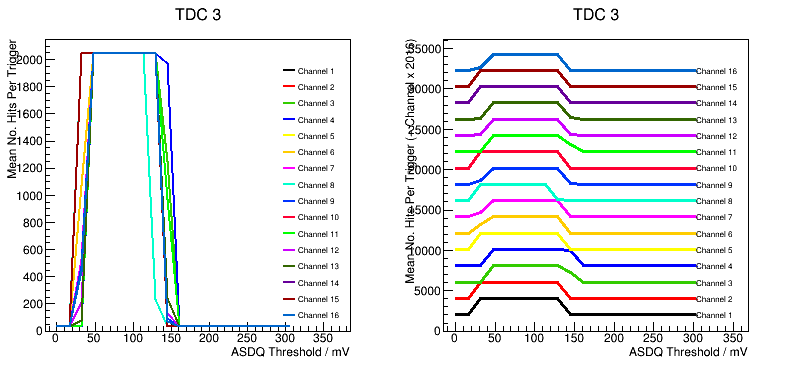 TDC 3
Mean No. Hits Per Trigger
2000
1800
1600
1400
1200
1000
800
600
400
200
0
Channel 1
Channel 2
Channel 3
Channel 4
Channel 5
Channel 6
Channel 7
Channel 8
Channel 9
Channel 10
Channel 11
Channel 12
Channel 13
Channel 14
Channel 15
Channel 16
0 50 100 150 200 250 300 350
ASDQ Threshold / mV
TDC 3
Mean No. Hits Per Trigger (+ Channel x 2016)
35000
30000
25000
20000
15000
10000
5000
0
Channel 16
Channel 15
Channel 14
Channel 13
Channel 12
Channel 11
Channel 10
Channel 9
Channel 8
Channel 7
Channel 6
Channel 5
Channel 4
Channel 3
Channel 2
Channel 1
0 50 100 150 200 250 300 350
ASDQ Threshold / mV